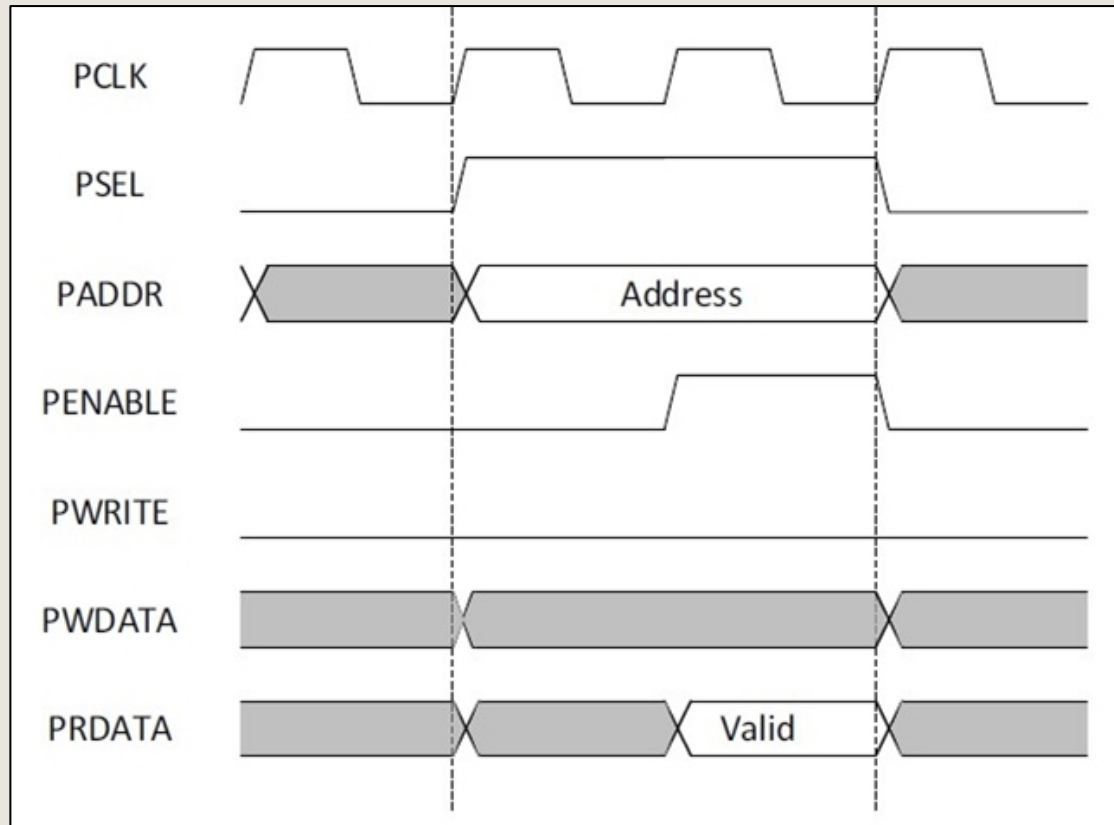 PCLK
PSEL
PADDR
Address
PENABLE
PWRITE
PWDATA
PRDATA
Valid